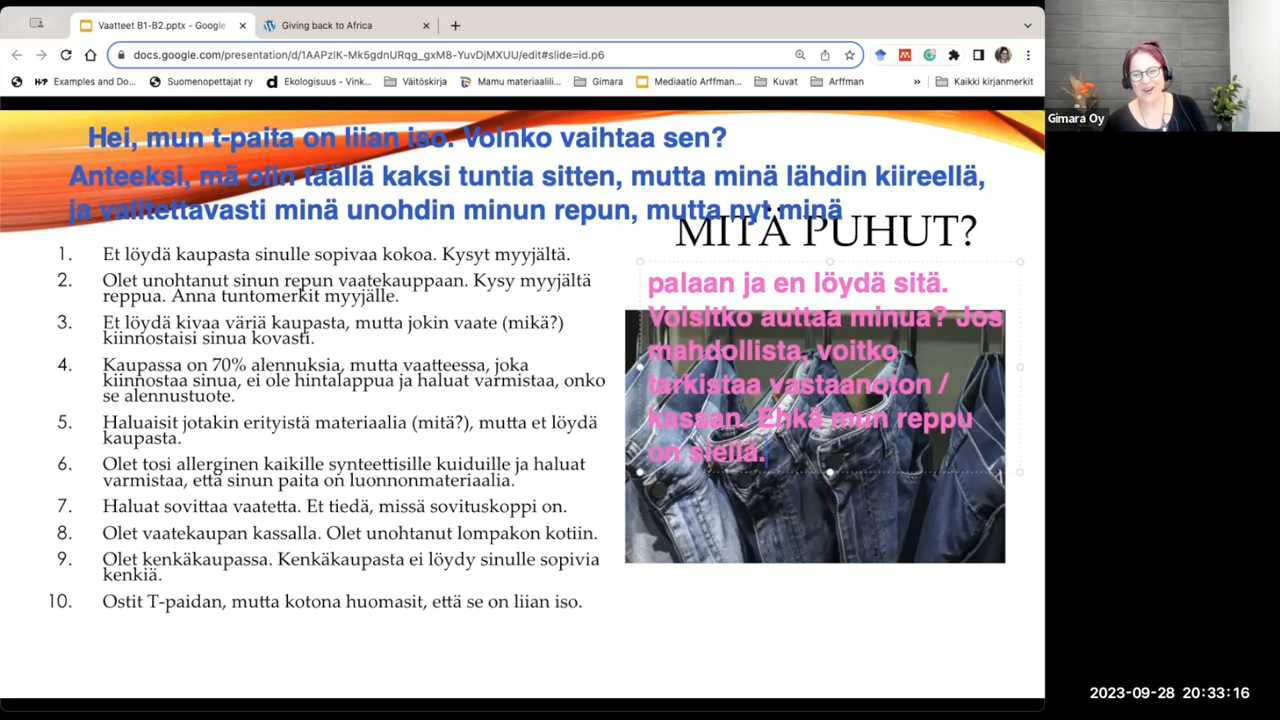 Vaatteet B1-B2.pptx - Google
Giving back to Africa
docs.google.com/presentation/d/1AAPzIK-Mk5gdnURqg_gxM8-YuvDjMXUU/edit#slide=id.p6
Examples and Do...
Suomenopettajat ry
Ekologisuus - Vink...
Väitöskirja
Mamu materiaalili...
Gimara
Mediaatio Arffman...
Kuvat
Arffman
»
Kaikki kirjanmerkit
Gimara Oy
Hei, mun t-paita on liian iso. Voinko vaihtaa sen?
Anteeksi, mä olin täällä kaksi tuntia sitten, mutta minä lähdin kiireellä,
ja valitettavasti minä unohdin minun repun, mutta nyt minä
MITÄ PUHUT?
palaan ja en löydä sitä.
Voisitko auttaa minua? Jos
mahdollista, voitko
tarkistaa vastaanoton /
kassan. Ehkä mun reppu
on siellä.
1. Et löydä kaupasta sinulle sopivaa kokoa. Kysyt myyjältä.
2. Olet unohtanut sinun repun vaatekauppaan. Kysy myyjältä
reppua. Anna tuntomerkit myyjälle.
3. Et löydä kivaa väriä kaupasta, mutta jokin vaate (mikä?)
kiinnostaisi sinua kovasti.
4. Kaupassa on 70% alennuksia, mutta vaatteessa, joka
kiinnostaa sinua, ei ole hintalappua ja haluat varmistaa, onko
se alennustuote.
5. Haluaisit jotakin erityistä materiaalia (mitä?), mutta et löydä
kaupasta.
6. Olet tosi allerginen kaikille synteettisille kuiduille ja haluat
varmistaa, että sinun paita on luonnonmateriaalia.
7. Haluat sovittaa vaatetta. Et tiedä, missä sovituskoppi on.
8. Olet vaatekaupan kassalla. Olet unohtanut lompakon kotiin.
9. Olet kenkäkaupassa. Kenkäkaupasta ei löydy sinulle sopivia
kenkiä.
10. Ostit T-paidan, mutta kotona huomasit, että se on liian iso.
2023-09-28 20:33:16